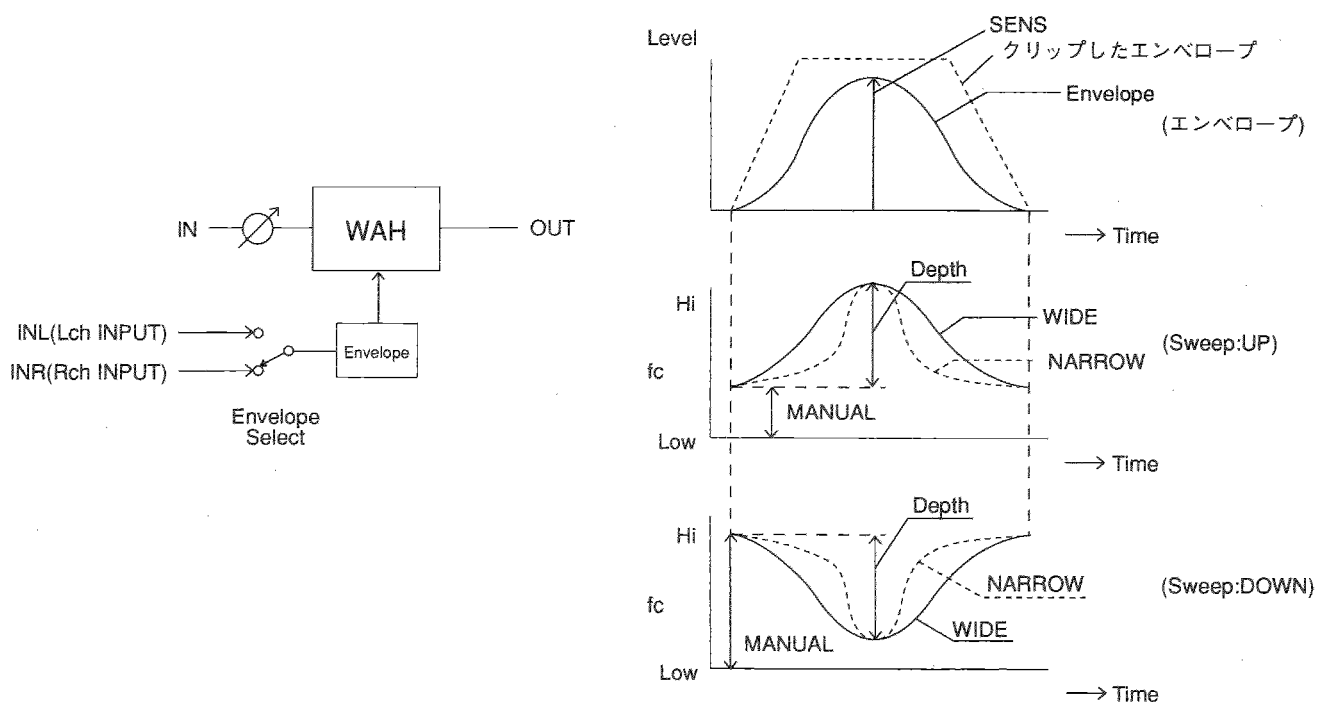 IN
WAH
OUT
INL(Lch INPUT)
INR(Rch INPUT)
Envelope
Envelope
Select
Level
SENS
クリップしたエンベロープ
Envelope
(エンベロープ)
Time
Hi
Depth
WIDE
(Sweep:UP)
NARROW
fc
MANUAL
Low
Time
Hi
Depth
NARROW
(Sweep:DOWN)
fc
WIDE
MANUAL
Low
Time